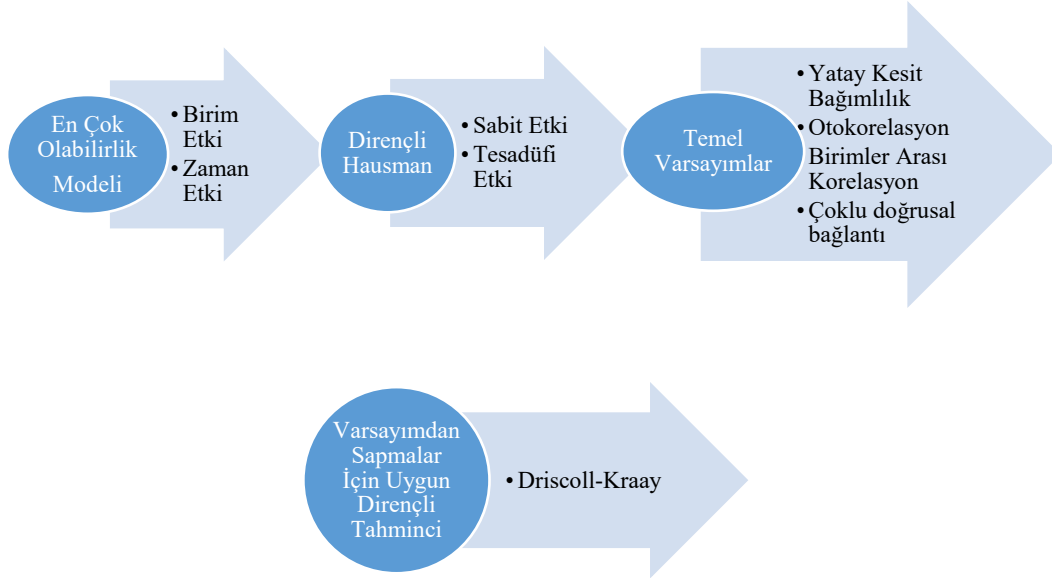 En Çok
Olabilirlik
Modeli
• Birim
Etki
• Zaman
Etki
Dirençli
Hausman
• Sabit Etki
• Tesadüfi
Etki
Temel
Varsayımlar
• Yatay Kesit
Bağımlılık
• Otokorelasyon
Birimler Arası
Korelasyon
• Çoklu doğrusal
bağlantı
Varsayımdan
Sapmalar
İçin Uygun
Dirençli
Tahminci
• Driscoll-Kraay